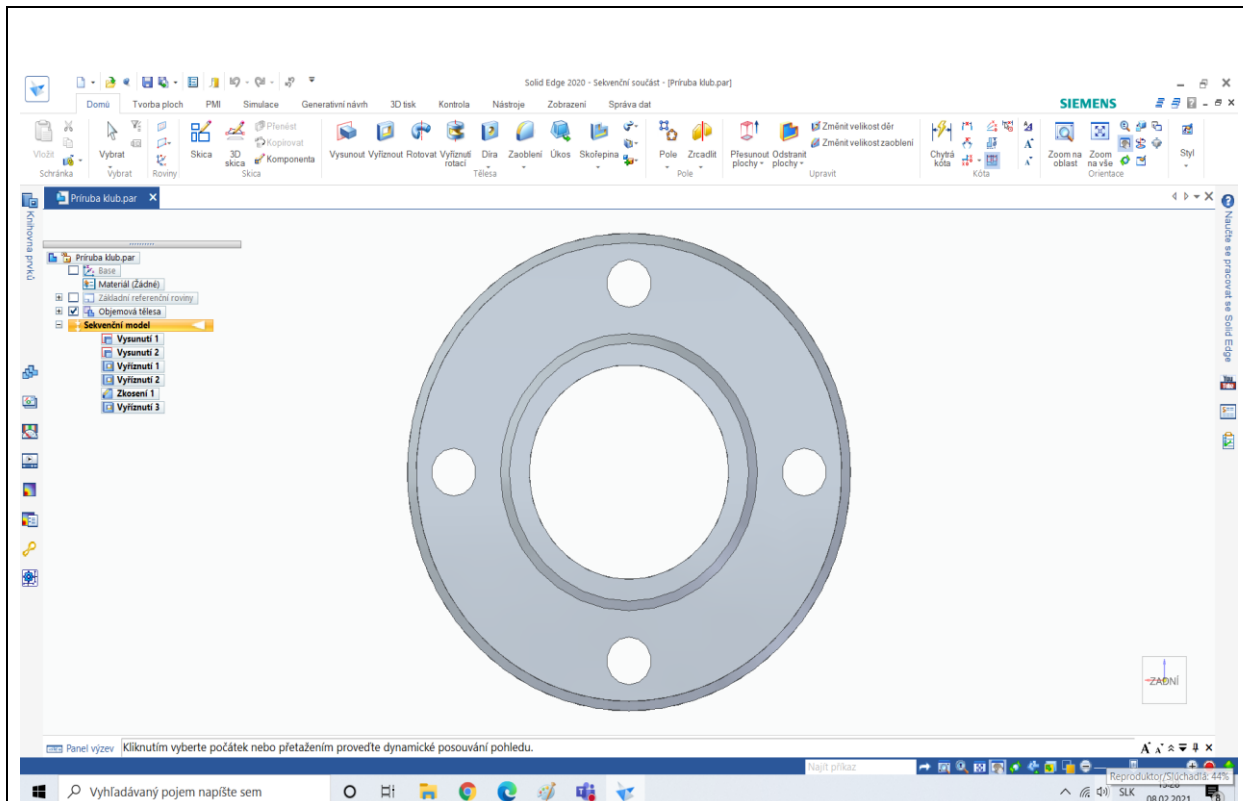 Solid Edge 2020 - Sekvenční součást - [Príruba klub.par]
Domů Tvorba ploch PMI Simulace Generativní návrh 3D tisk Kontrola Nástroje Zobrazení Správa dat SIEMENS
Vložit
Schránka
Vybrat
Vybrat
Roviny
Skica
3D skica
Přenést
Kopírovat
Komponenta
Skica
Vysunout Vyříznout Rotovat Vyříznutí rotací Díra Zaoblení Úkos Skořepina
Tělesa
Pole Zrcadlit
Pole
Přesunout plochy Odstranit plochy
Změnit velikost děr
Změnit velikost zaoblení
Upravit
Chytrá kóta
Kóta
Zoom na oblast Zoom na vše
Orientace
Styl
Príruba klub.par
Knihovna prvků
Naučte se pracovat se Solid Edge
Príruba klub.par
Base
Materiál (Žádné)
Základní referenční roviny
Objemová tělesa
Sekvenční model
Vysunutí 1
Vysunutí 2
Vyříznutí 1
Vyříznutí 2
Zkosení 1
Vyříznutí 3
ZADNÍ
Panel výzev Kliknutím vyberte počátek nebo přetažením proveďte dynamické posouvání pohledu.
Najít příkaz
Reproduktor/Slúchadlá: 44%
Vyhľadávaný pojem napíšte sem
SLK
08.02.2021
8